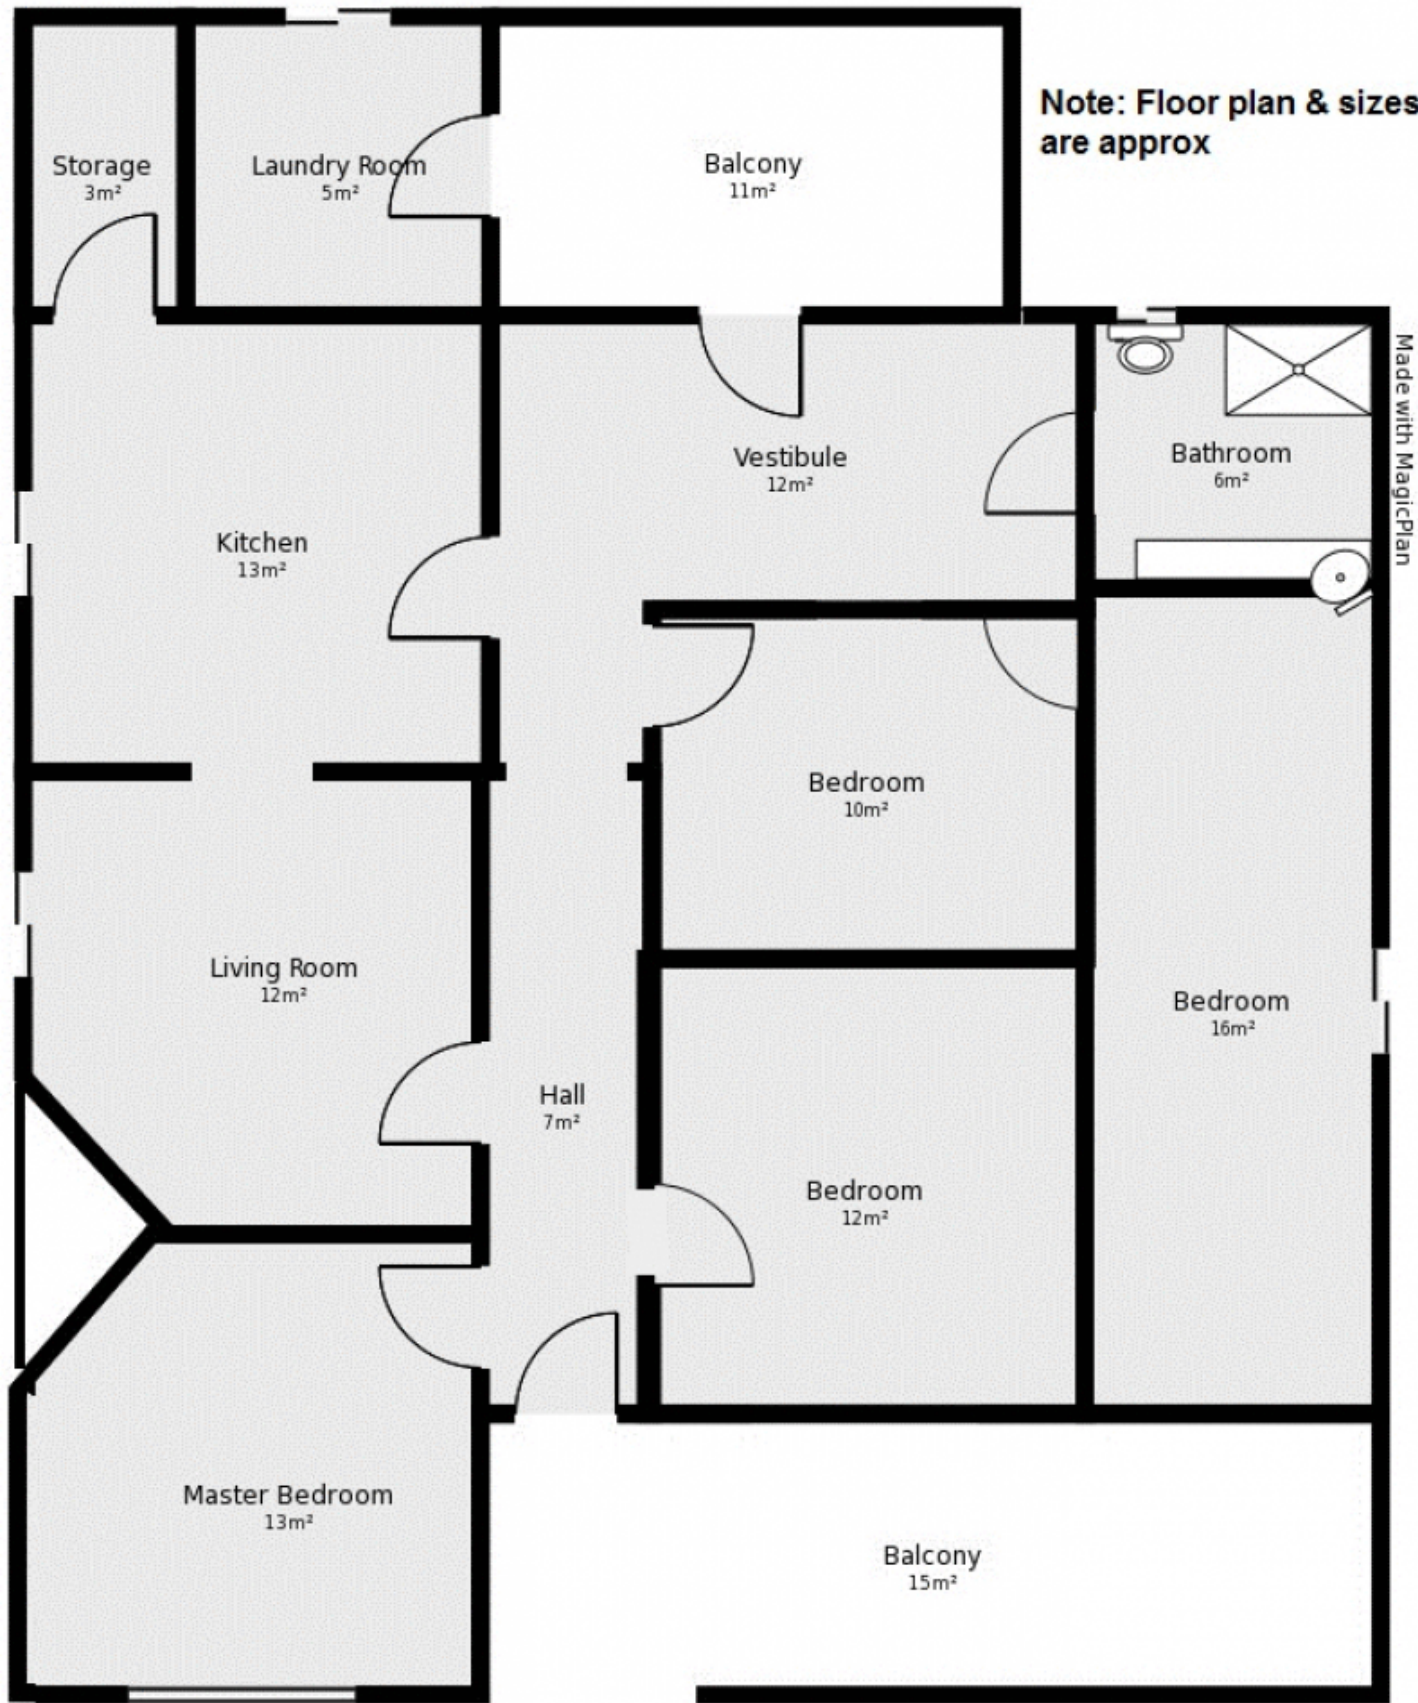 Note: Floor plan & sizes
are approx
Storage
3m²
Laundry Room
5m²
Balcony
11m²
Made with MagicPlan
Vestibule
12m²
Bathroom
6m²
Kitchen
13m²
Bedroom
10m²
Living Room
12m²
Bedroom
16m²
Hall
7m²
Bedroom
12m²
Master Bedroom
13m²
Balcony
15m²